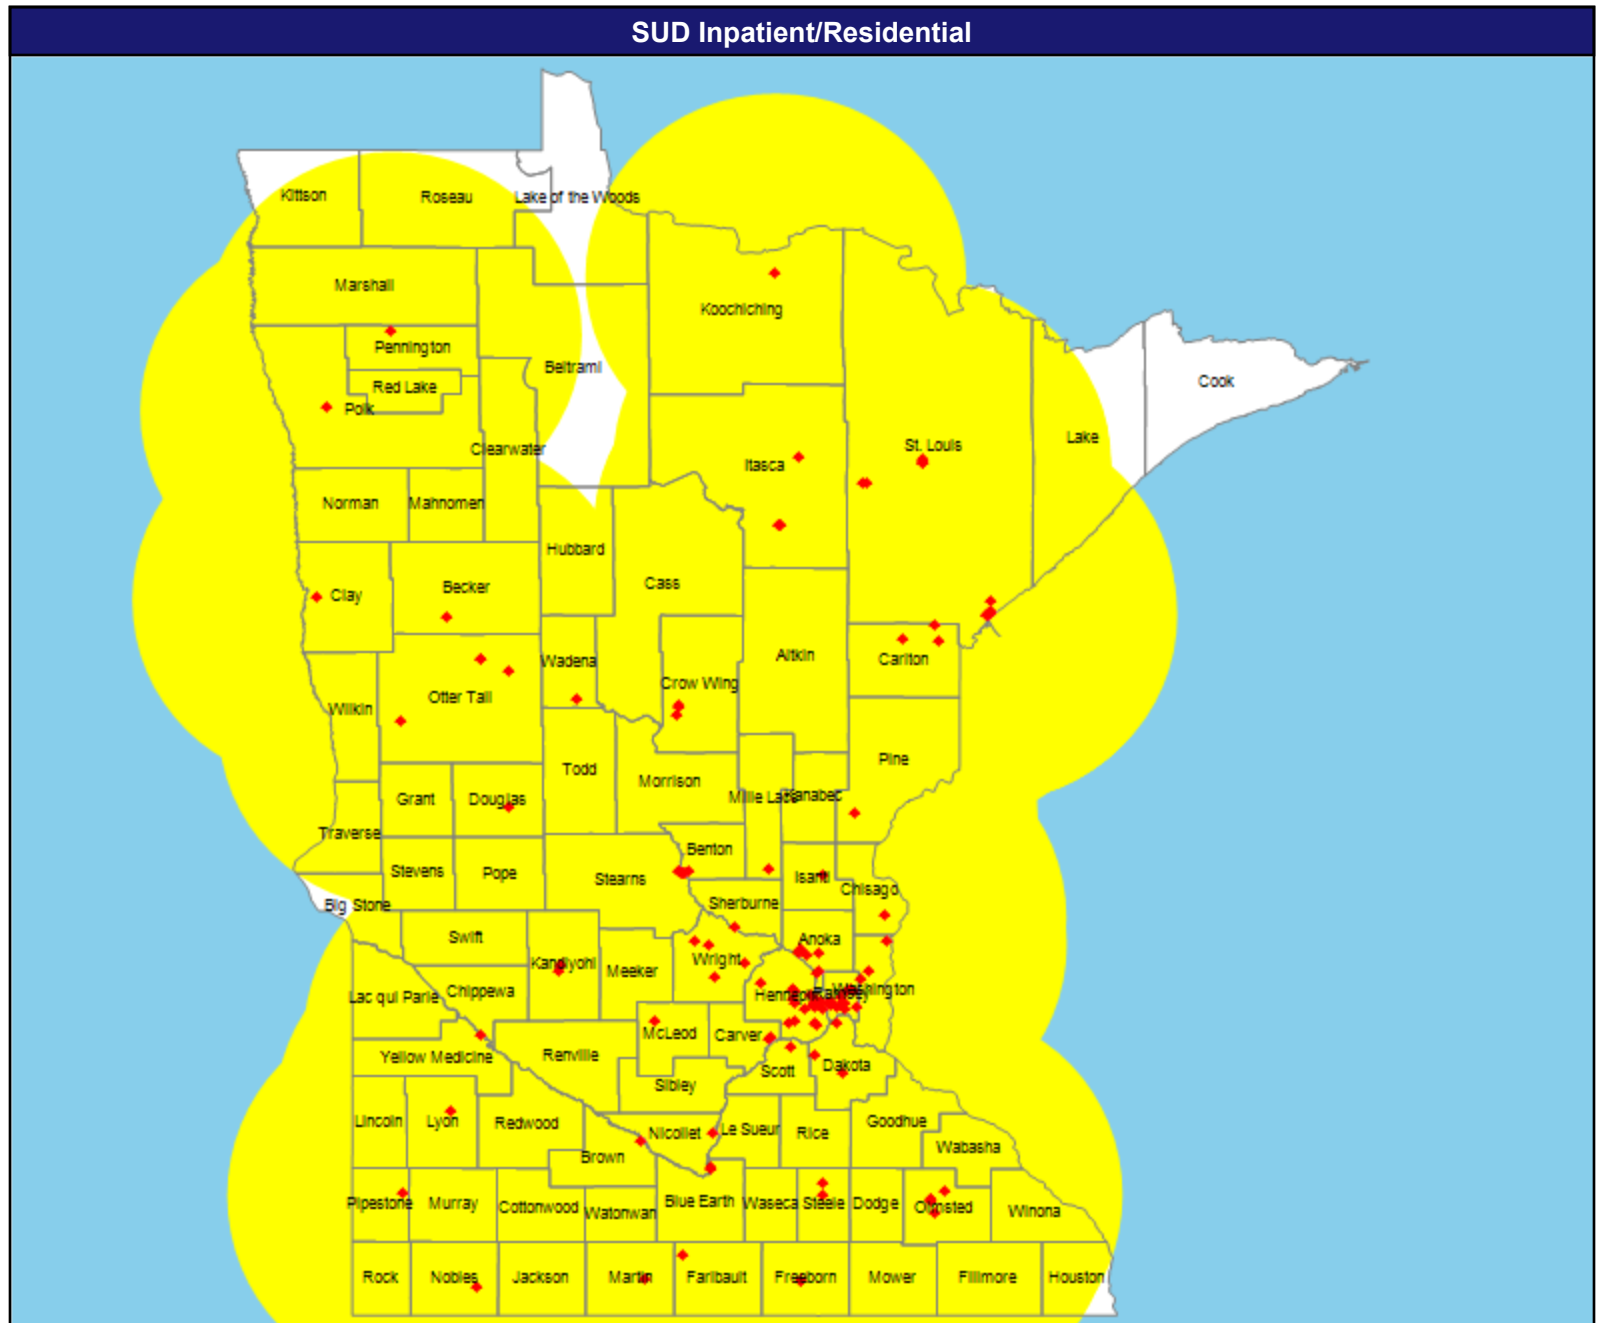 SUD Inpatient/Residential
Kittson
Roseau
Lake of the Woods
Marshall
Koochiching
Pennington
Beltrami
Red Lake
Cook
Polk
Lake
Clearwater
St. Louis
Itasca
Norman
Mahnomen
Hubbard
Cass
Becker
Clay
Aitkin
Wadena
Carlton
Crow Wing
Otter Tail
Wilkin
Pine
Todd
Morrison
Grant
Douglas
Mille Lacs
Kanabec
Traverse
Benton
Stevens
Pope
Stearns
Isanti
Chisago
Big Stone
Sherburne
Swift
Anoka
Kandiyohi
Meeker
Wright
Lac qui Parle
Chippewa
Hennepin
Ramsey
Washington
McLeod
Carver
Yellow Medicine
Renville
Scott
Dakota
Sibley
Lincoln
Lyon
Redwood
Nicollet
Le Sueur
Rice
Goodhue
Wabasha
Brown
Pipestone
Murray
Cottonwood
Watonwan
Blue Earth
Waseca
Steele
Dodge
Olmsted
Winona
Rock
Nobles
Jackson
Martin
Faribault
Freeborn
Mower
Fillmore
Houston